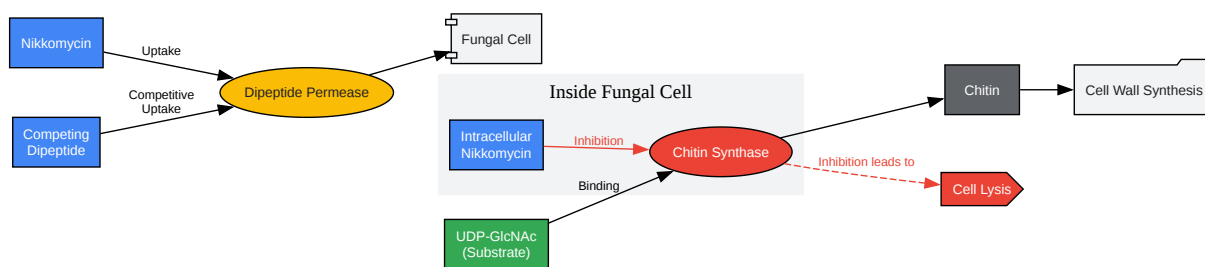 Nikkomycin
Uptake
Competitive
Uptake
Competing
Dipeptide
Dipeptide Permease
Fungal Cell
Inside Fungal Cell
Intracellular
Nikkomycin
Inhibition
Chitin Synthase
Binding
UDP-GlcNAc
(Substrate)
Chitin
Cell Wall Synthesis
Inhibition leads to
Cell Lysis